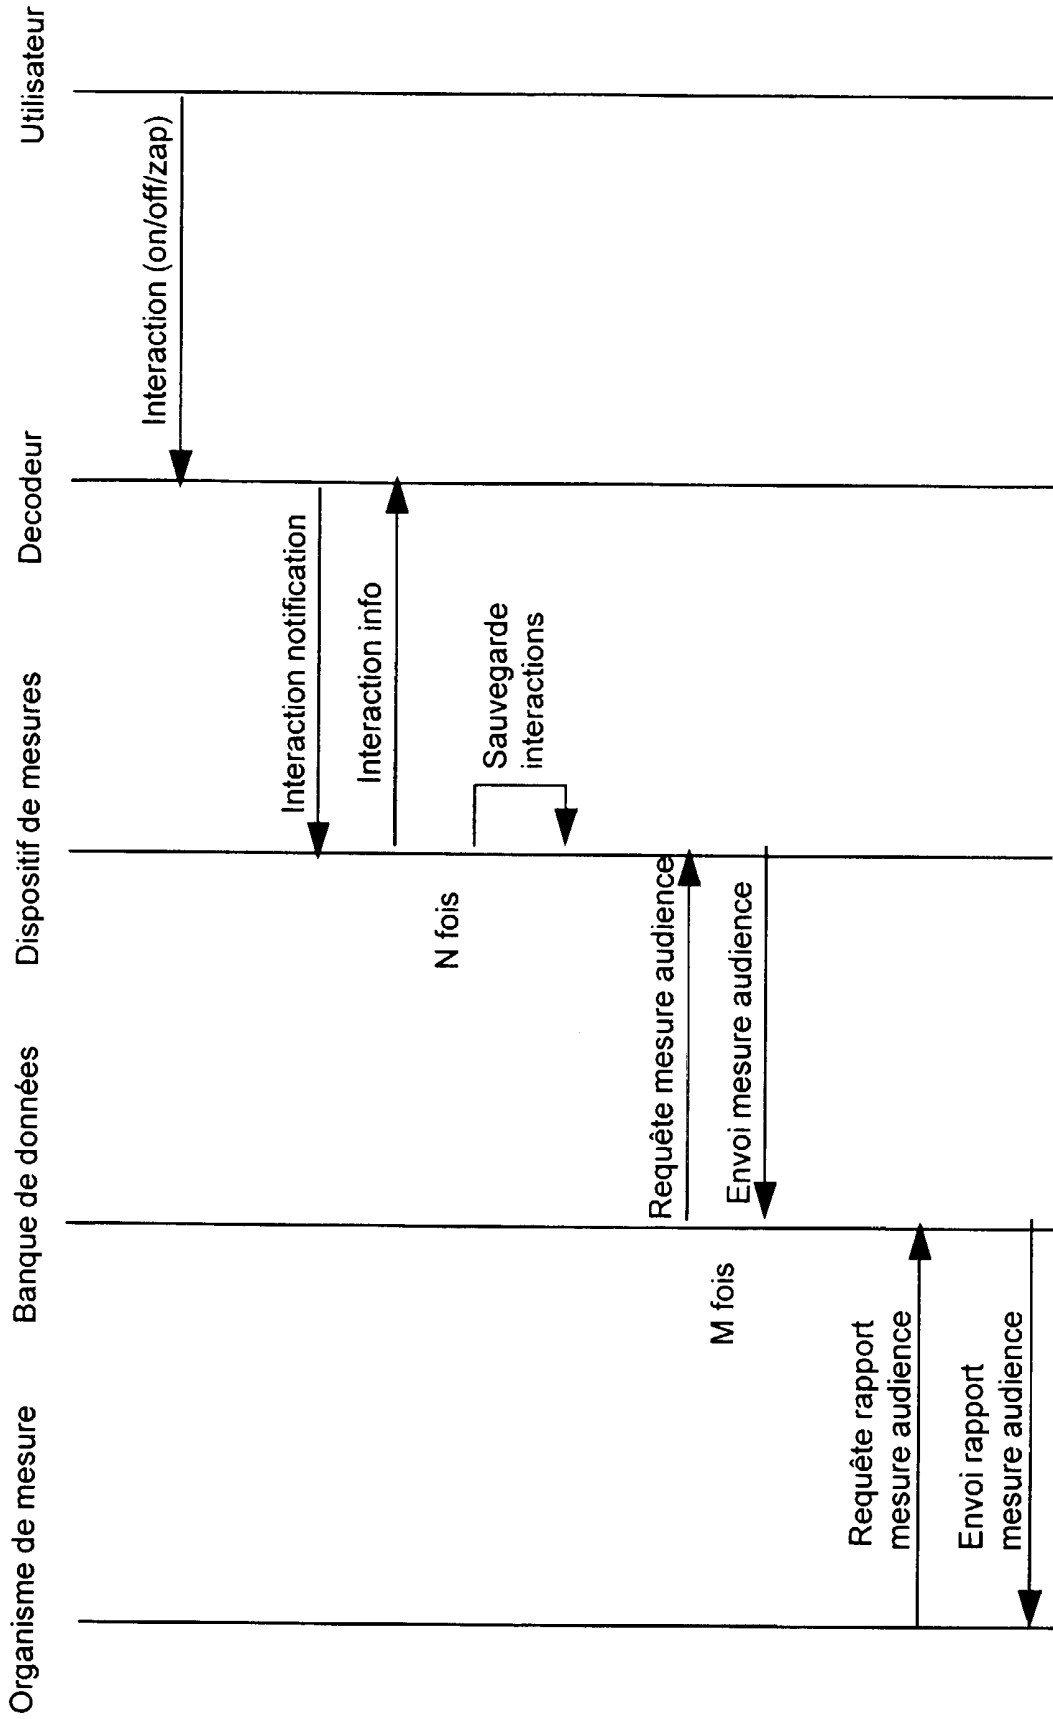 Organisme de mesure
Banque de données
Dispositif de mesures
Decodeur
Utilisateur
Interaction (on/off/zap)
Interaction notification
Interaction info
N fois
Sauvegarde
interactions
Requête mesure audience
M fois
Envoi mesure audience
Requête rapport
mesure audience
Envoi rapport
mesure audience